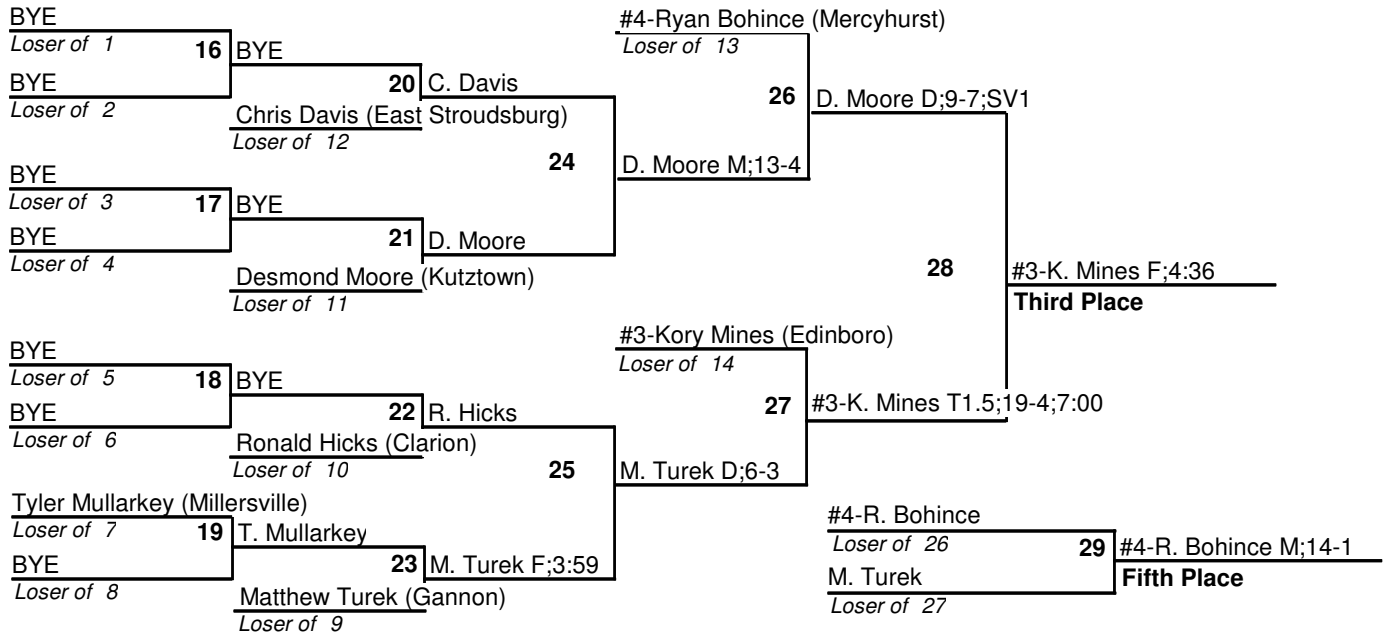 BYE
Loser of 1
16 BYE
BYE
Loser of 2
20 C. Davis
Chris Davis (East Stroudsburg)
Loser of 12
BYE
Loser of 3
17 BYE
BYE
Loser of 4
21 D. Moore
Desmond Moore (Kutztown)
Loser of 11
24
D. Moore M;13-4
#4-Ryan Bohince (Mercyhurst)
Loser of 13
26 D. Moore D;9-7;SV1
BYE
Loser of 5
18 BYE
BYE
Loser of 6
22 R. Hicks
Ronald Hicks (Clarion)
Loser of 10
Tyler Mullarkey (Millersville)
Loser of 7
19 T. Mullarkey
BYE
Loser of 8
23 M. Turek F;3:59
Matthew Turek (Gannon)
Loser of 9
25
M. Turek D;6-3
#3-Kory Mines (Edinboro)
Loser of 14
27 #3-K. Mines T1.5;19-4;7:00
28 #3-K. Mines F;4:36
Third Place
#4-R. Bohince
Loser of 26
M. Turek
Loser of 27
29 #4-R. Bohince M;14-1
Fifth Place